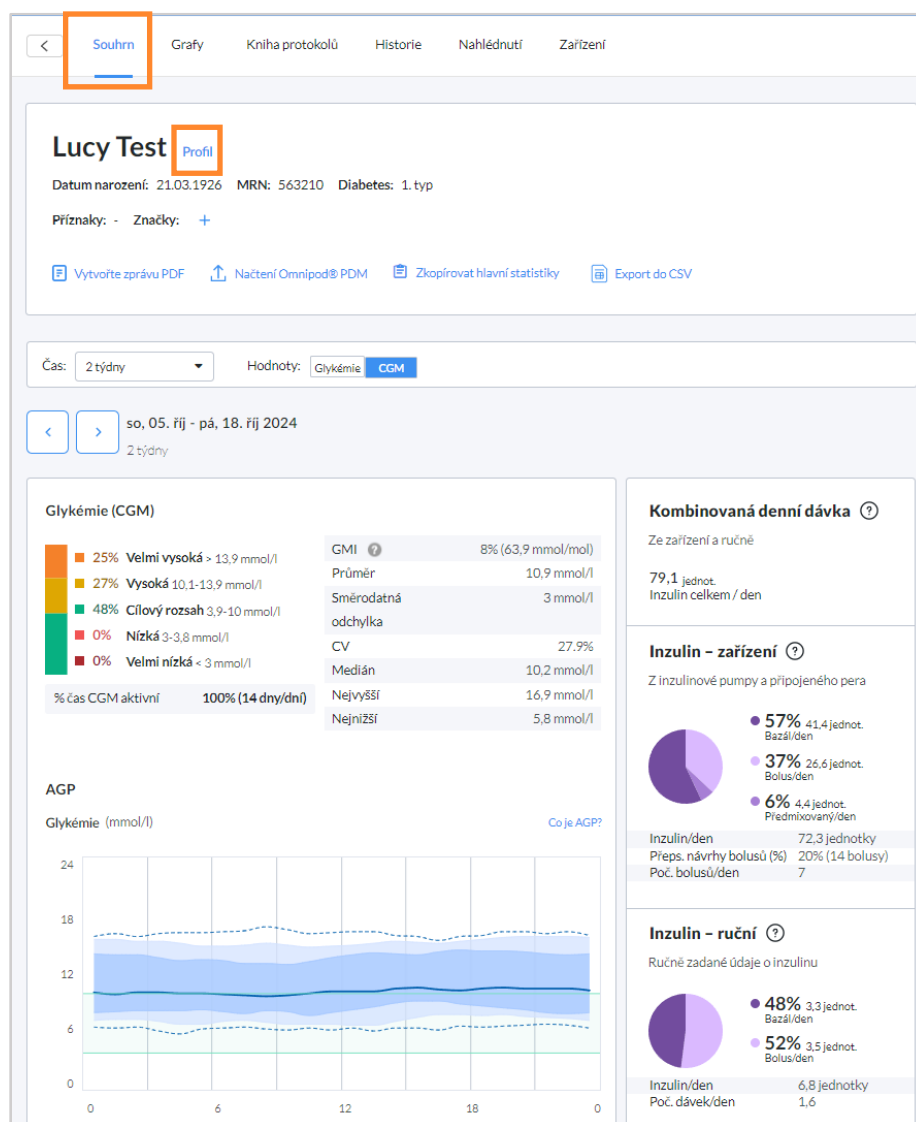 Souhrn Grafy Kniha protokolů Historie Nahlédnutí Zařízení
Lucy Test Profil
Datum narození: 21.03.1926 MRN: 563210 Diabetes: 1. typ
Příznaky: - Značky: +
Vytvořte zprávu PDF Načtení Omnipod® PDM Zkopírovat hlavní statistiky Export do CSV
Čas: 2 týdny Hodnoty: Glykémie CGM
so, 05. říj - pá, 18. říj 2024
2 týdny
Glykémie (CGM)
25% Velmi vysoká > 13,9 mmol/l
27% Vysoká 10,1-13,9 mmol/l
48% Cílový rozsah 3,9-10 mmol/l
0% Nízká 3-3,8 mmol/l
0% Velmi nízká < 3 mmol/l
% čas CGM aktivní 100% (14 dny/dní)
GMI ? 8% (63,9 mmol/mol)
Průměr 10,9 mmol/l
Směrodatná 3 mmol/l
odchylka
CV 27.9%
Medián 10,2 mmol/l
Nejvyšší 16,9 mmol/l
Nejnižší 5,8 mmol/l
AGP
Glykémie (mmol/l) Co je AGP?
24
18
12
6
0
0 6 12 18 0
Kombinovaná denní dávka ?
Ze zařízení a ručně
79,1 jednot.
Inzulin celkem / den
Inzulin – zařízení ?
Z inzulinové pumpy a připojeného pera
57% 41,4 jednot.
Bazál/den
37% 26,6 jednot.
Bolus/den
6% 4,4 jednot.
Předmixovaný/den
Inzulin/den 72,3 jednotky
Přeps. návrhy bolusů (%) 20% (14 bolusy)
Poč. bolusů/den 7
Inzulin – ruční ?
Ručně zadané údaje o inzulinu
48% 3,3 jednot.
Bazál/den
52% 3,5 jednot.
Bolus/den
Inzulin/den 6,8 jednotky
Poč. dávek/den 1,6